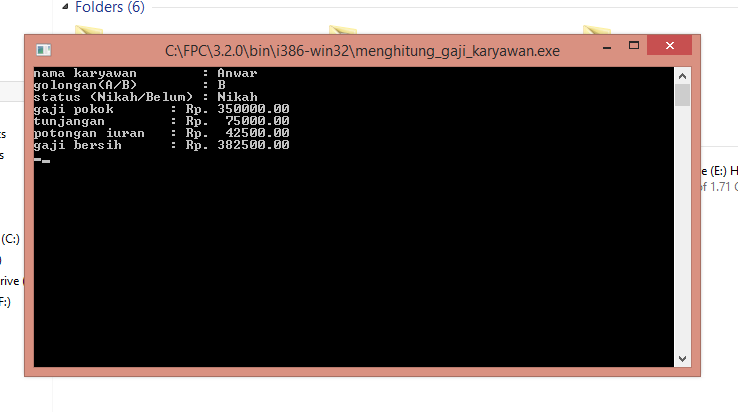 Folders (6)
C:\FPC\3.2.0\bin\i386-win32\menghitung_gaji_karyawan.exe
nama karyawan : Anwar
golongan(A/B) : B
status (Nikah/Belum) : Nikah
gaji pokok : Rp. 350000.00
tunjangan : Rp. 75000.00
potongan iuran : Rp. 42500.00
gaji bersih : Rp. 382500.00
e (E:) H
of 1.71 G
(C:)
rive (
F:)